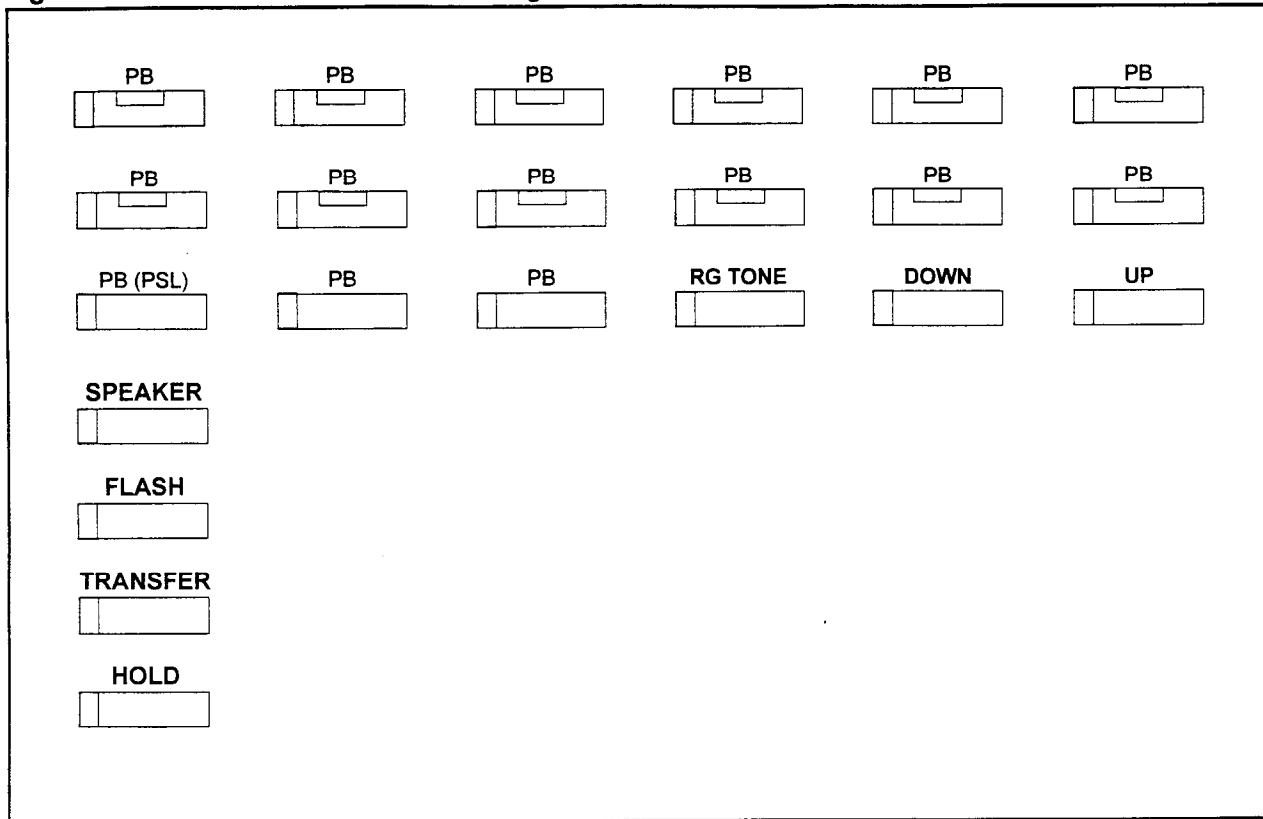 PB PB PB PB PB PB
PB PB PB PB PB PB
PB (PSL) PB PB RG TONE DOWN UP
SPEAKER
FLASH
TRANSFER
HOLD